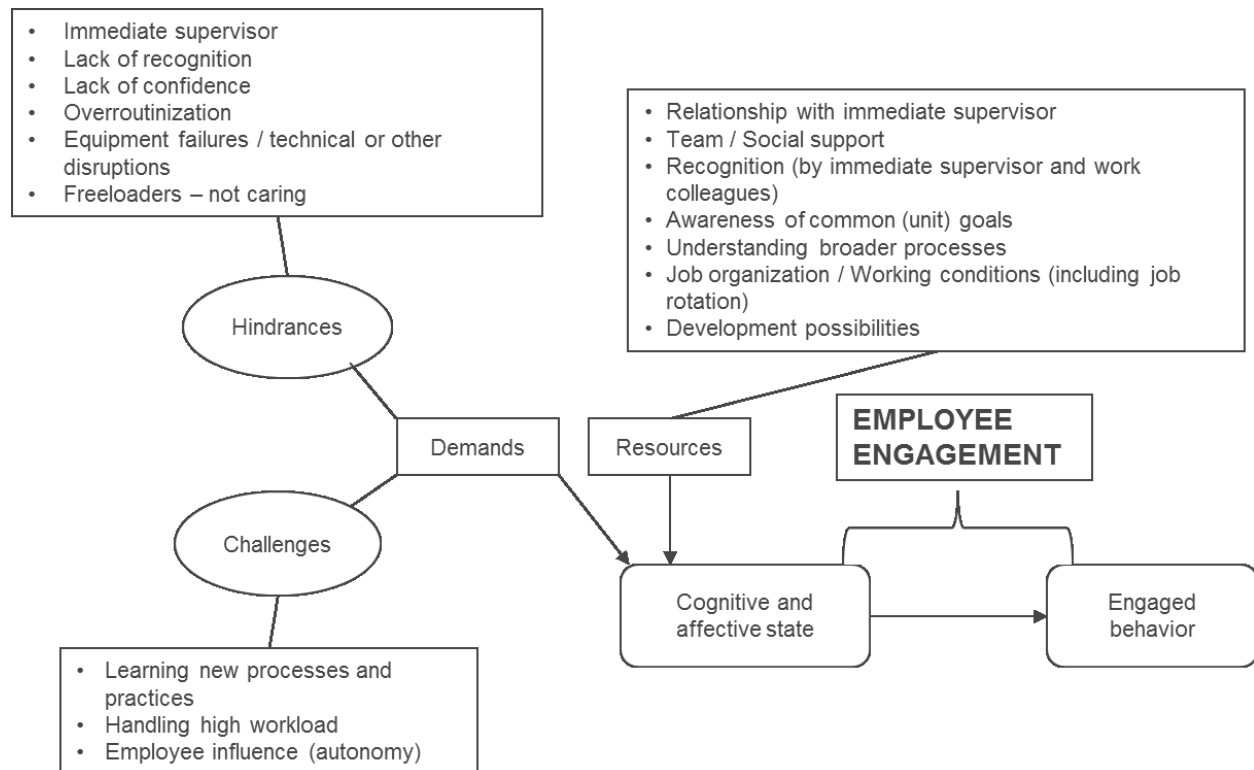 • Immediate supervisor
• Lack of recognition
• Lack of confidence
• Overroutinization
• Equipment failures / technical or other
disruptions
• Freeloaders – not caring
• Relationship with immediate supervisor
• Team / Social support
• Recognition (by immediate supervisor and work
colleagues)
• Awareness of common (unit) goals
• Understanding broader processes
• Job organization / Working conditions (including job
rotation)
• Development possibilities
Hindrances
Demands
Resources
EMPLOYEE
ENGAGEMENT
Challenges
Cognitive and
affective state
Engaged
behavior
• Learning new processes and
practices
• Handling high workload
• Employee influence (autonomy)